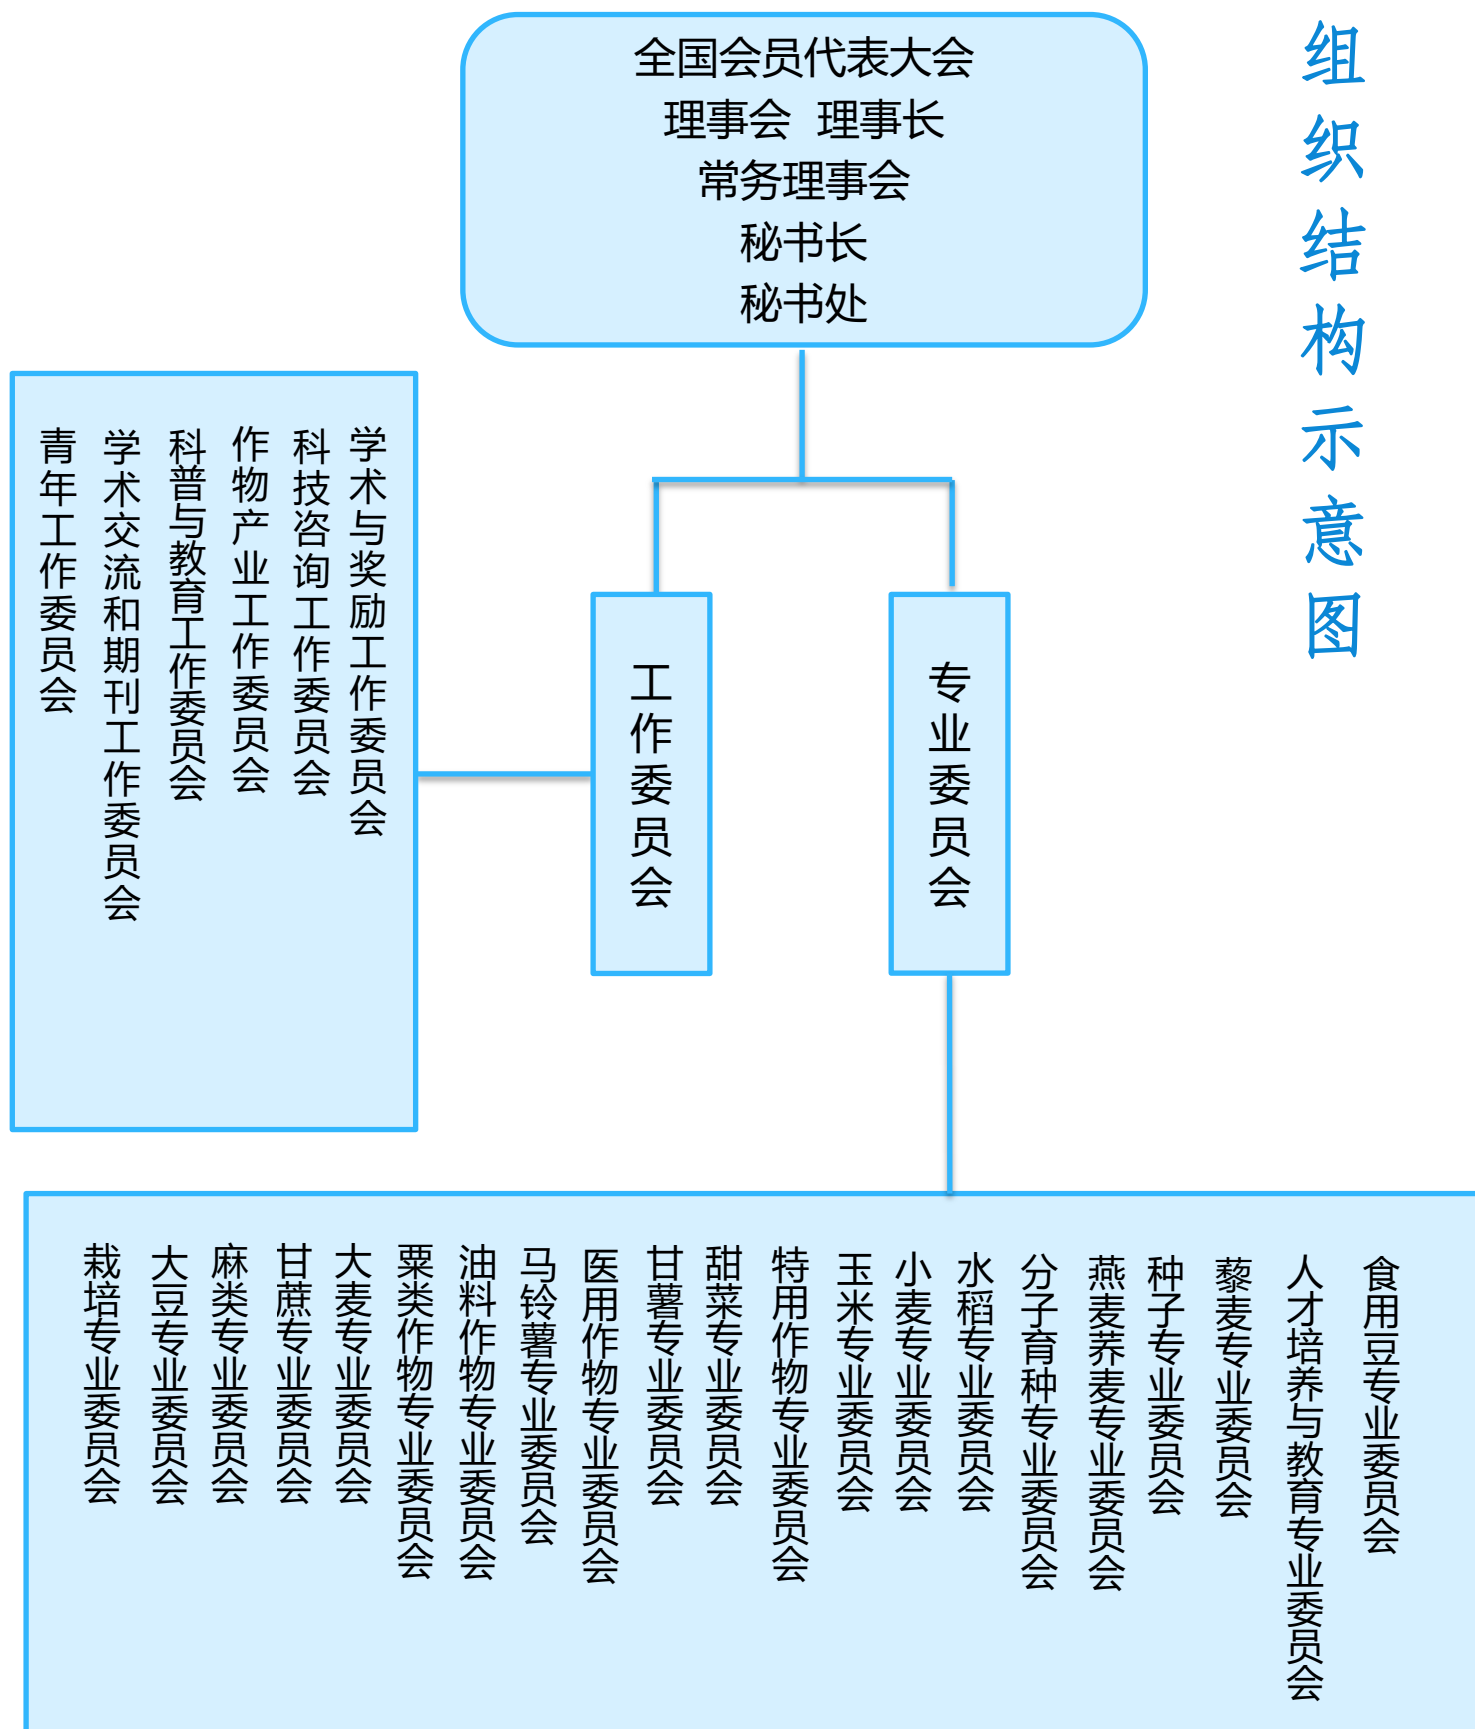 组织结构示意图
全国会员代表大会
理事会 理事长
常务理事会
秘书长
秘书处
工作委员会
专业委员会
青年工作委员会
学术交流和期刊工作委员会
科普与教育工作委员会
作物产业工作委员会
科技咨询工作委员会
学术与奖励工作委员会
栽培专业委员会
大豆专业委员会
麻类专业委员会
甘蔗专业委员会
大麦专业委员会
粟类作物专业委员会
油料作物专业委员会
马铃薯专业委员会
医用作物专业委员会
甘薯专业委员会
甜菜专业委员会
特用作物专业委员会
玉米专业委员会
小麦专业委员会
水稻专业委员会
分子育种专业委员会
燕麦荞麦专业委员会
种子专业委员会
藜麦专业委员会
人才培养与教育专业委员会
食用豆专业委员会